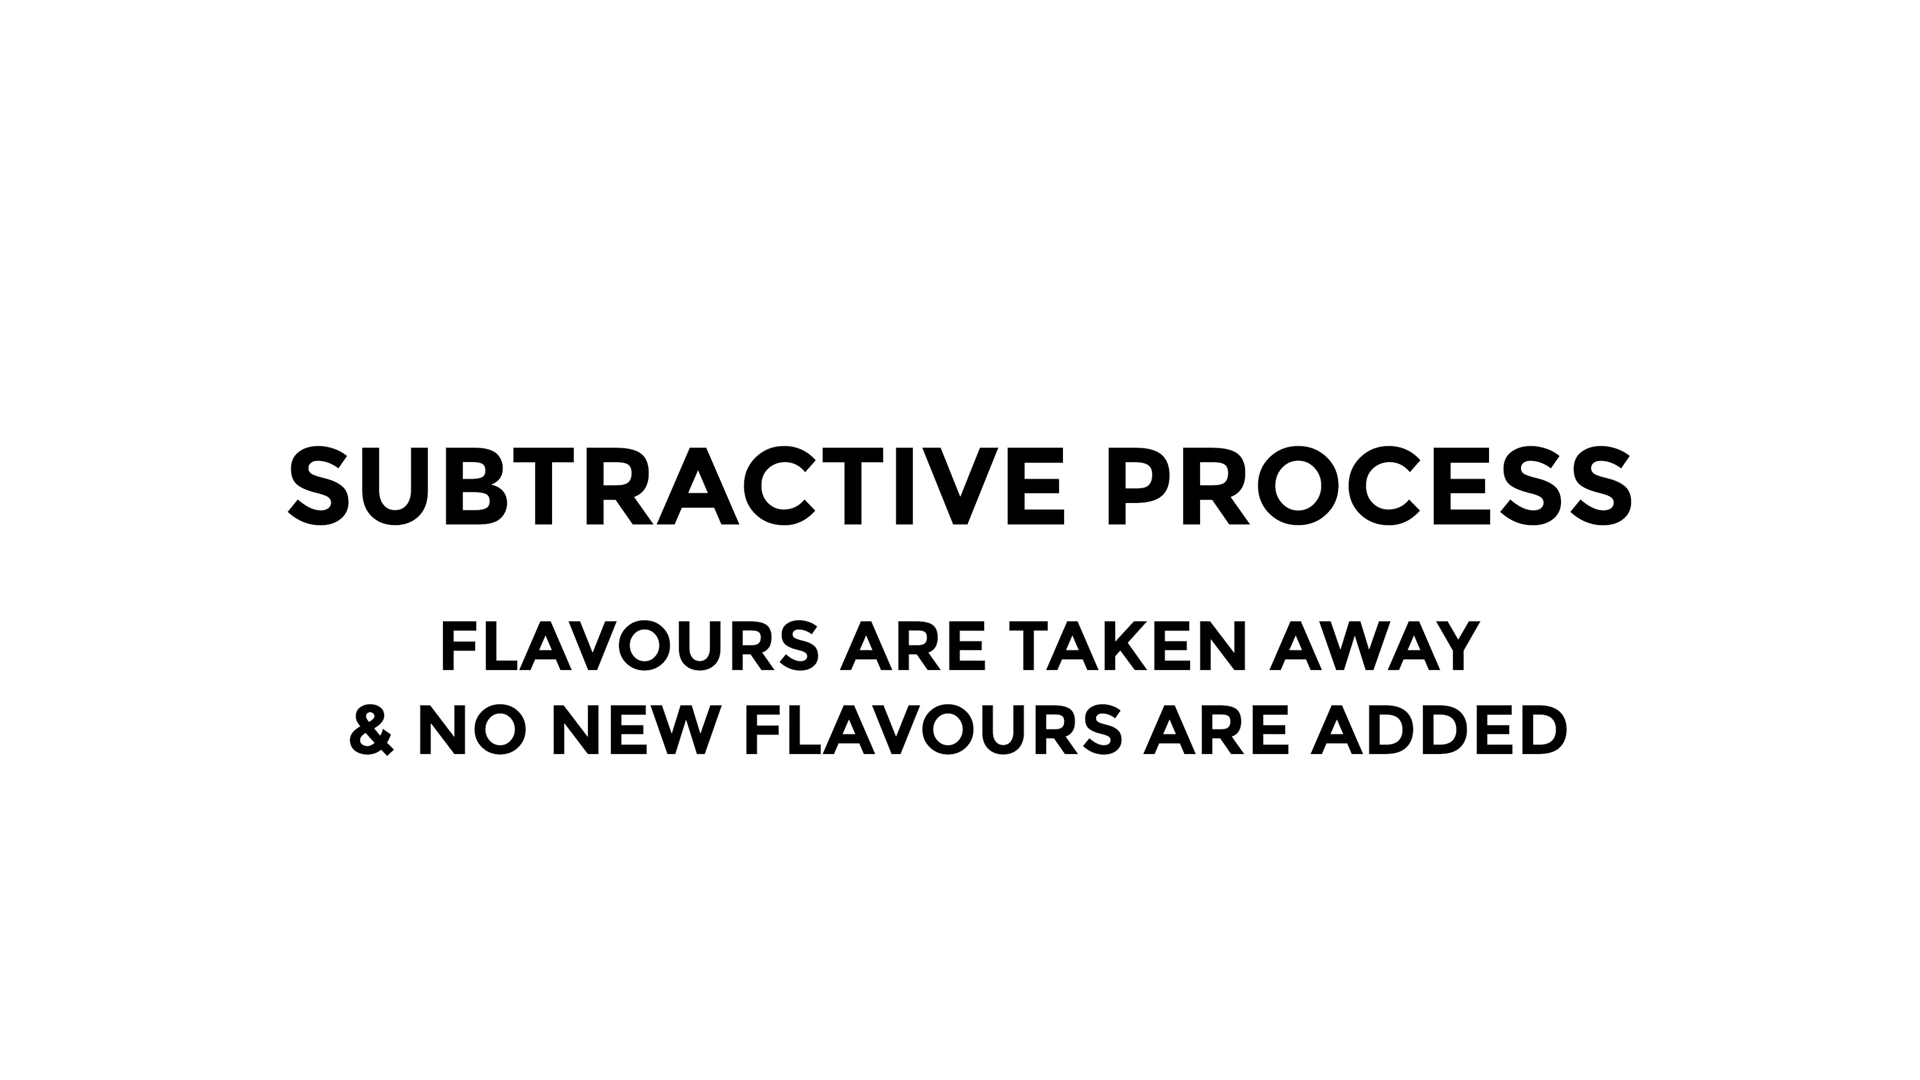 SUBTRACTIVE PROCESS
FLAVOURS ARE TAKEN AWAY
& NO NEW FLAVOURS ARE ADDED